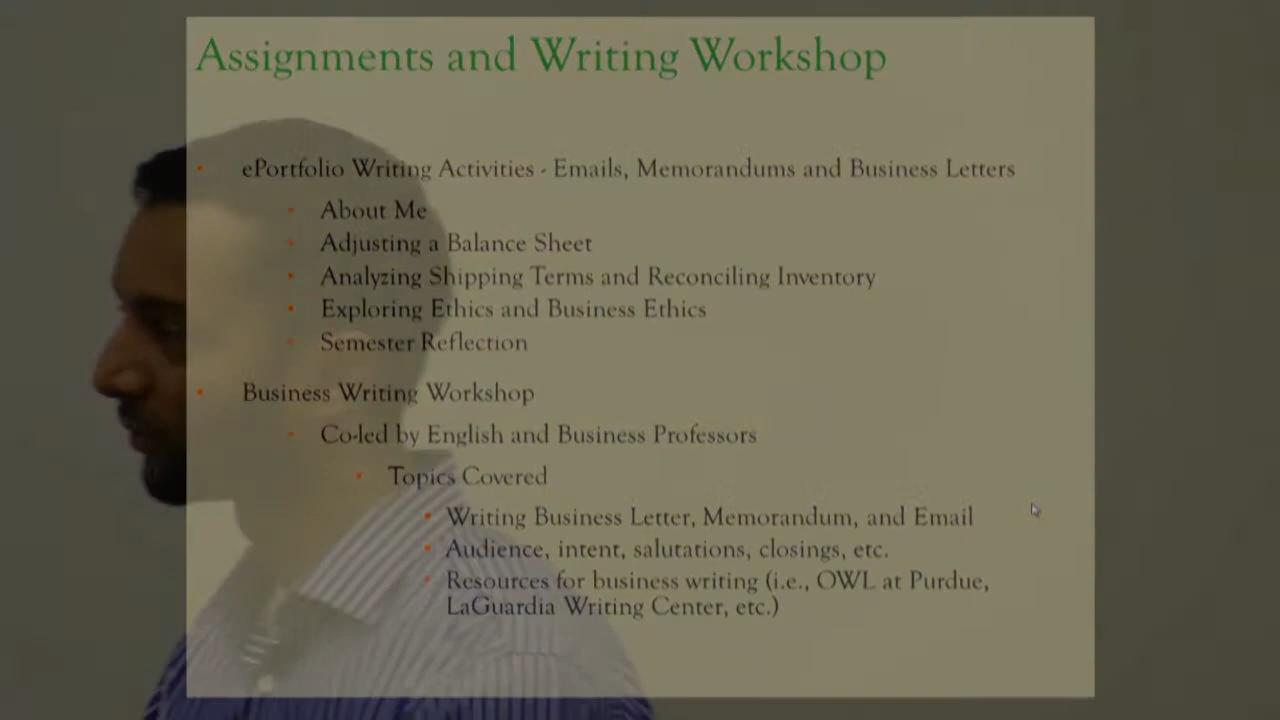 Assignments and Writing Workshop
ePortfolio Writing Activities - Emails, Memorandums and Business Letters
About Me
Adjusting a Balance Sheet
Analyzing Shipping Terms and Reconciling Inventory
Exploring Ethics and Business Ethics
Semester Reflection
Business Writing Workshop
Co-led by English and Business Professors
Topics Covered
Writing Business Letter, Memorandum, and Email
Audience, intent, salutations, closings, etc.
Resources for business writing (i.e., OWL at Purdue,
LaGuardia Writing Center, etc.)